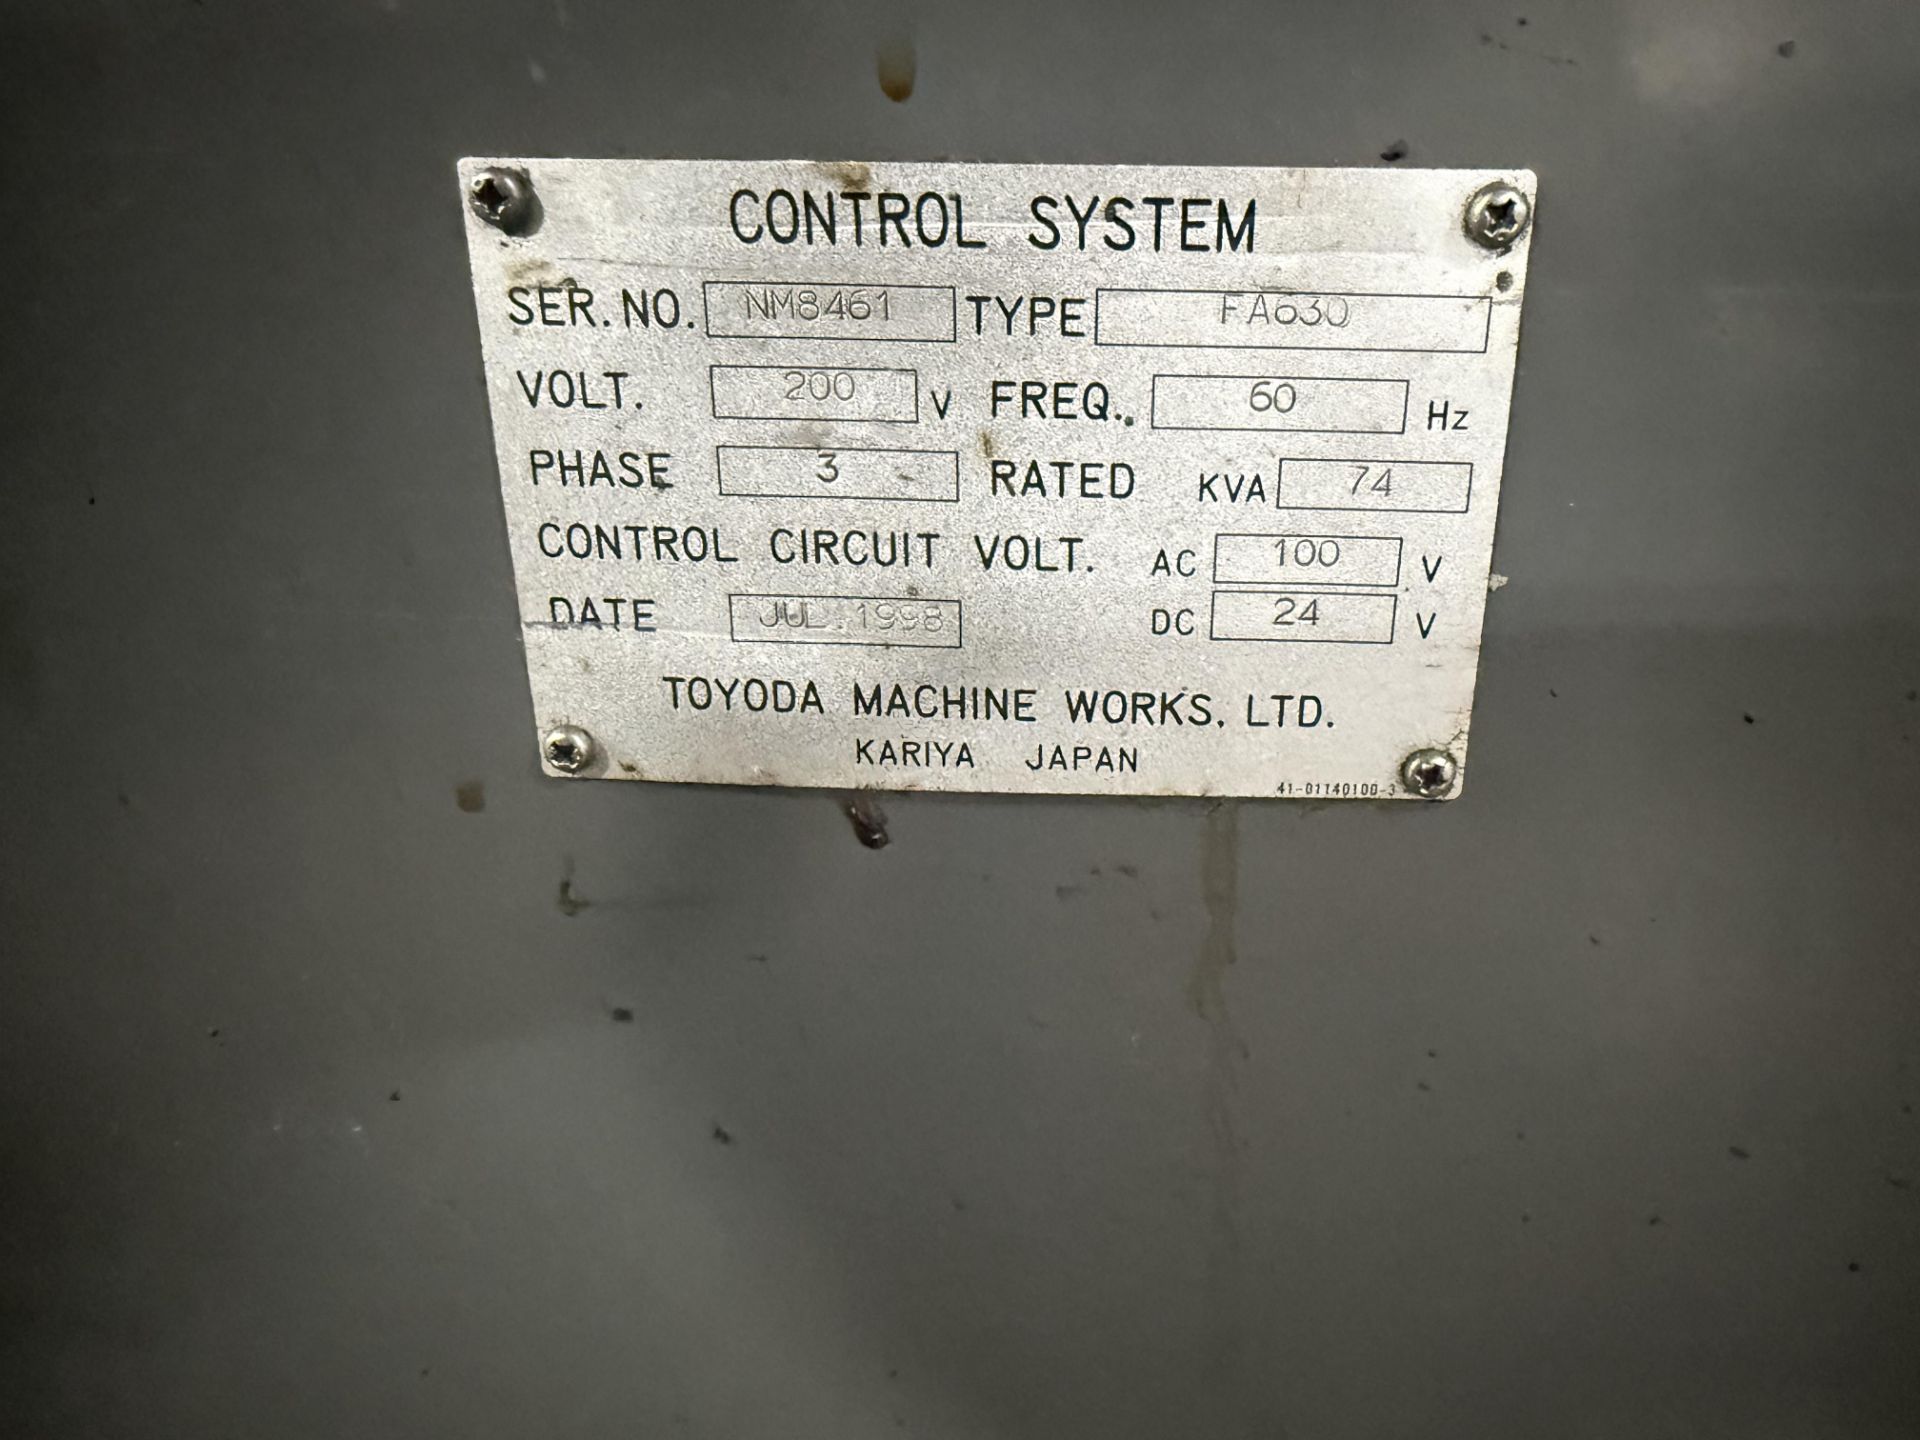 CONTROL SYSTEM
SER. NO. NM8461 TYPE FA630
VOLT. 200 V FREQ. 60 Hz
PHASE 3 RATED KVA 74
CONTROL CIRCUIT VOLT. AC 100 V
DATE JUL.1998 DC 24 V
TOYODA MACHINE WORKS, LTD.
KARIYA JAPAN
41-01140100-3